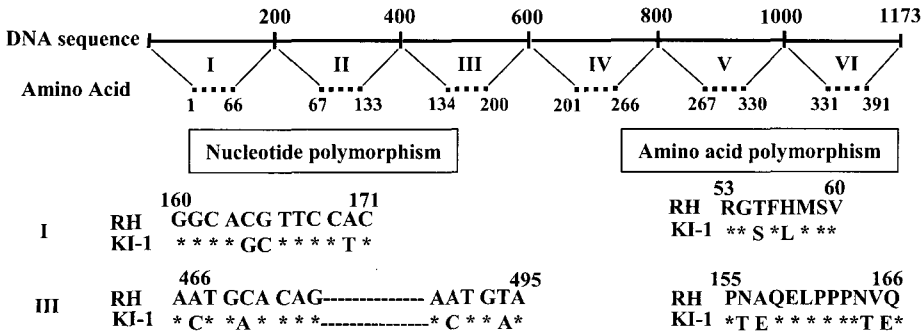 200 400 600 800 1000 1173
DNA sequence
I II III IV V VI
Amino Acid
1 66 67 133 134 200 201 266 267 330 331 391
Nucleotide polymorphism Amino acid polymorphism
160 171 53 60
I RH GGC ACG TTC CAC RH RGTFHMSV
KI-1 * * * * G C * * * * T * KI-1 ** S *L * **
466 495 155 166
III RH AAT GCA CAG--------------AATGTA RH PNAQELPPPNVQ
KI-1 * C * * A * * * *--------------* C * * A * KI-1 *T E * * * * ** T E*